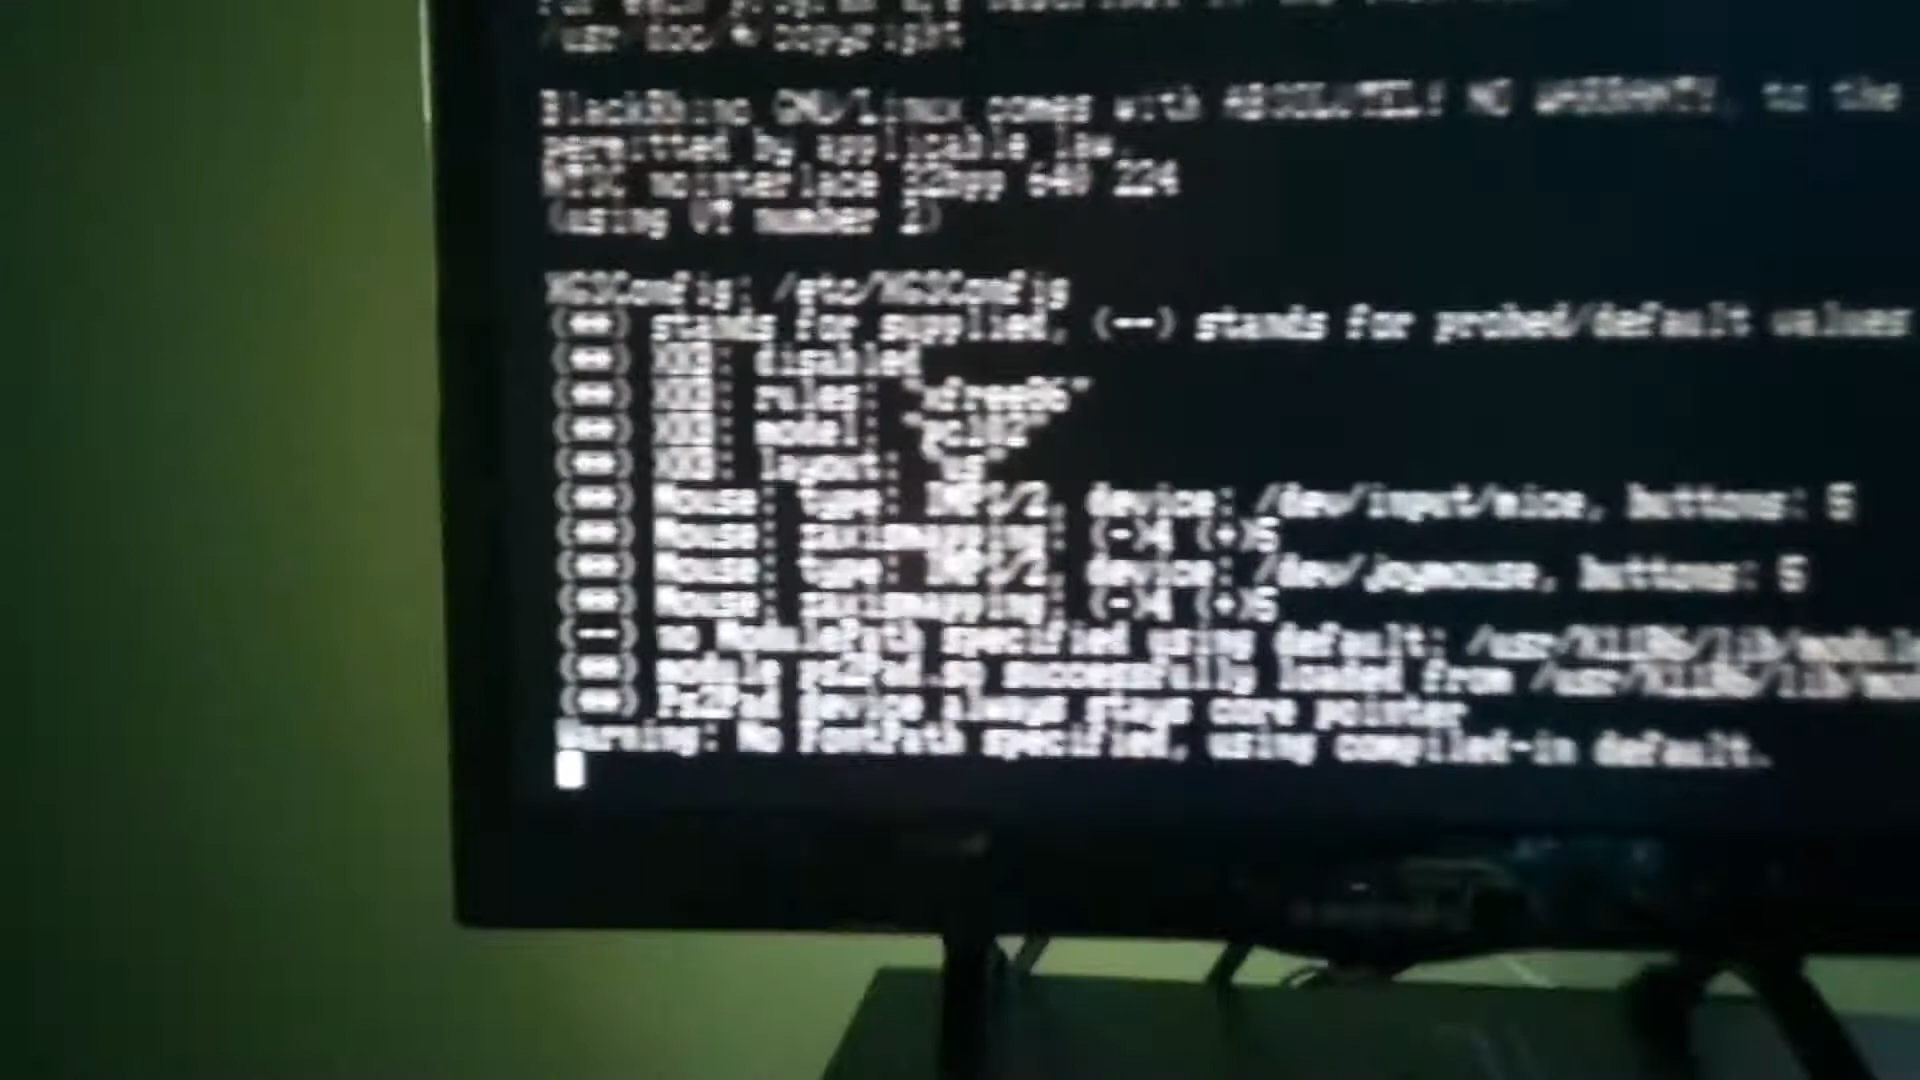 /usr/doc/*/copyright
BlackRhino GNU/Linux comes with ABSOLUTELY NO WARRANTY, to the
permitted by applicable law.
NTSC nointerlace 32bpp 640 224
(using VT number 2)
XG3Config: /etc/XG3Config
(**) stands for supplied, (--) stands for probed/default values
(**) XKB: disabled
(**) XKB: rules: "xfree86"
(**) XKB: model: "pc102"
(**) XKB: layout: "us"
(**) Mouse: type: IMPS/2, device: /dev/input/mice, buttons: 5
(**) Mouse: zaxismapping: (-)4 (+)5
(**) Mouse: type: IMPS/2, device: /dev/joymouse, buttons: 5
(**) Mouse: zaxismapping: (-)4 (+)5
(--) no ModulePath specified using default: /usr/X11R6/lib/module
(**) module ps2Pad.so successfully loaded from /usr/X11R6/lib/
(**) Ps2Pad device always stays core pointer
Warning: No FontPath specified, using compiled-in default.